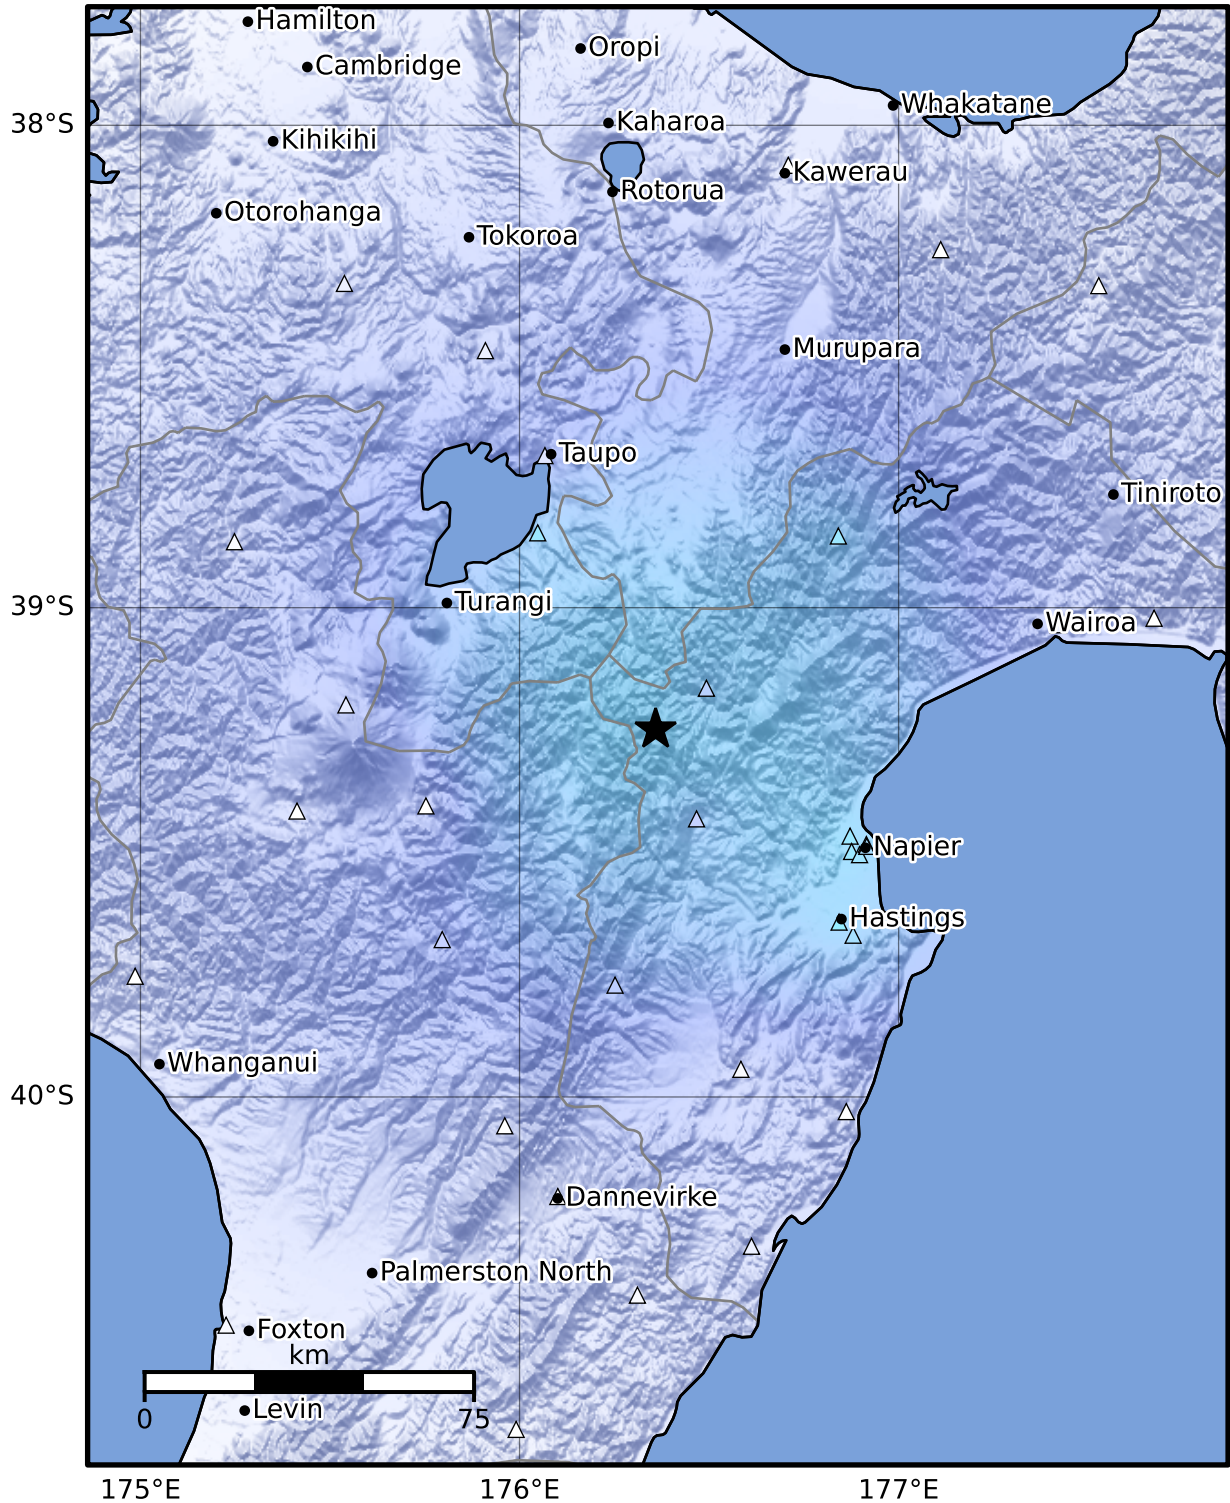 Hamilton
Oropi
Cambridge
Whakatane
38°S
Kaharoa
Kihikihi
Kawerau
Rotorua
Otorohanga
Tokoroa
Murupara
Taupo
Tiniroto
39°S
Turangi
Wairoa
Napier
Hastings
Whanganui
40°S
Dannevirke
Palmerston North
Foxton
km
Levin
0
75
175°E
176°E
177°E